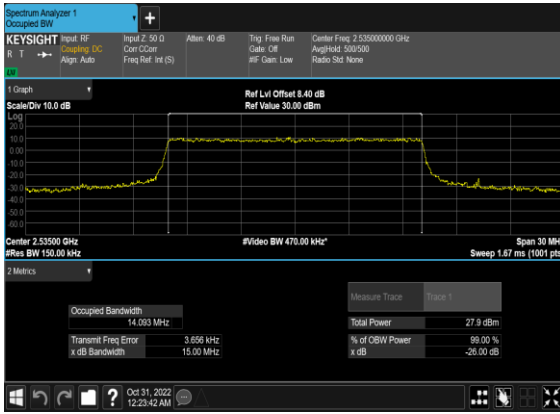 Spectrum Analyzer 1
Occupied BW
KEYSIGHT
R T
LXI
Input: RF
Coupling: DC
Align: Auto
Input Z: 50 Ω
Corr CCorr
Freq Ref: Int (S)
Atten: 40 dB
Trig: Free Run
Gate: Off
#IF Gain: Low
Center Freq: 2.535000000 GHz
Avg|Hold: 500/500
Radio Std: None
1 Graph
Scale/Div 10.0 dB
Ref Lvl Offset 8.40 dB
Ref Value 30.00 dBm
Log
20.0
10.0
0.00
-10.0
-20.0
-30.0
-40.0
-50.0
-60.0
Center 2.53500 GHz
#Video BW 470.00 kHz*
Span 30 MH
#Res BW 150.00 kHz
Sweep 1.67 ms (1001 pts
2 Metrics
Measure Trace
Trace 1
Occupied Bandwidth
14.093 MHz
Total Power
27.9 dBm
Transmit Freq Error
3.656 kHz
% of OBW Power
99.00 %
x dB Bandwidth
15.00 MHz
x dB
-26.00 dB
?
Oct 31, 2022
12:23:42 AM